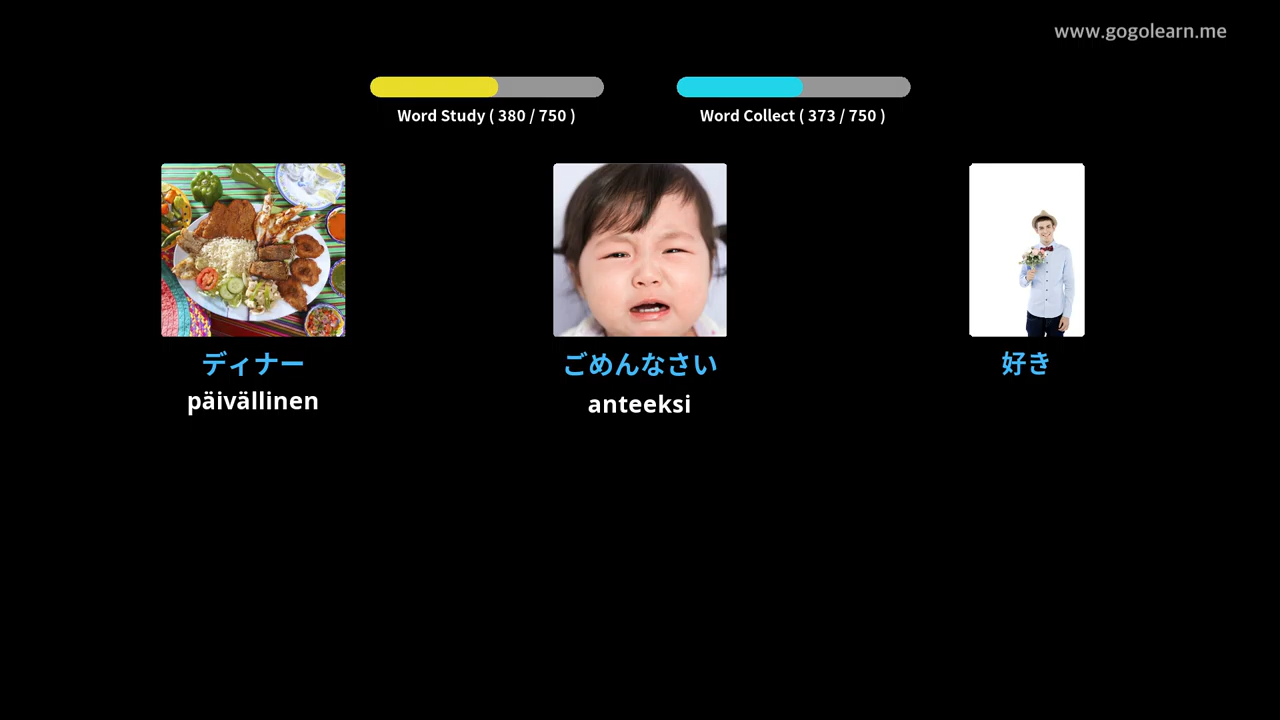 www.gogolearn.me
Word Study ( 380 / 750 )
Word Collect ( 373 / 750 )
ディナー
ごめんなさい
好き
päivällinen
anteeksi